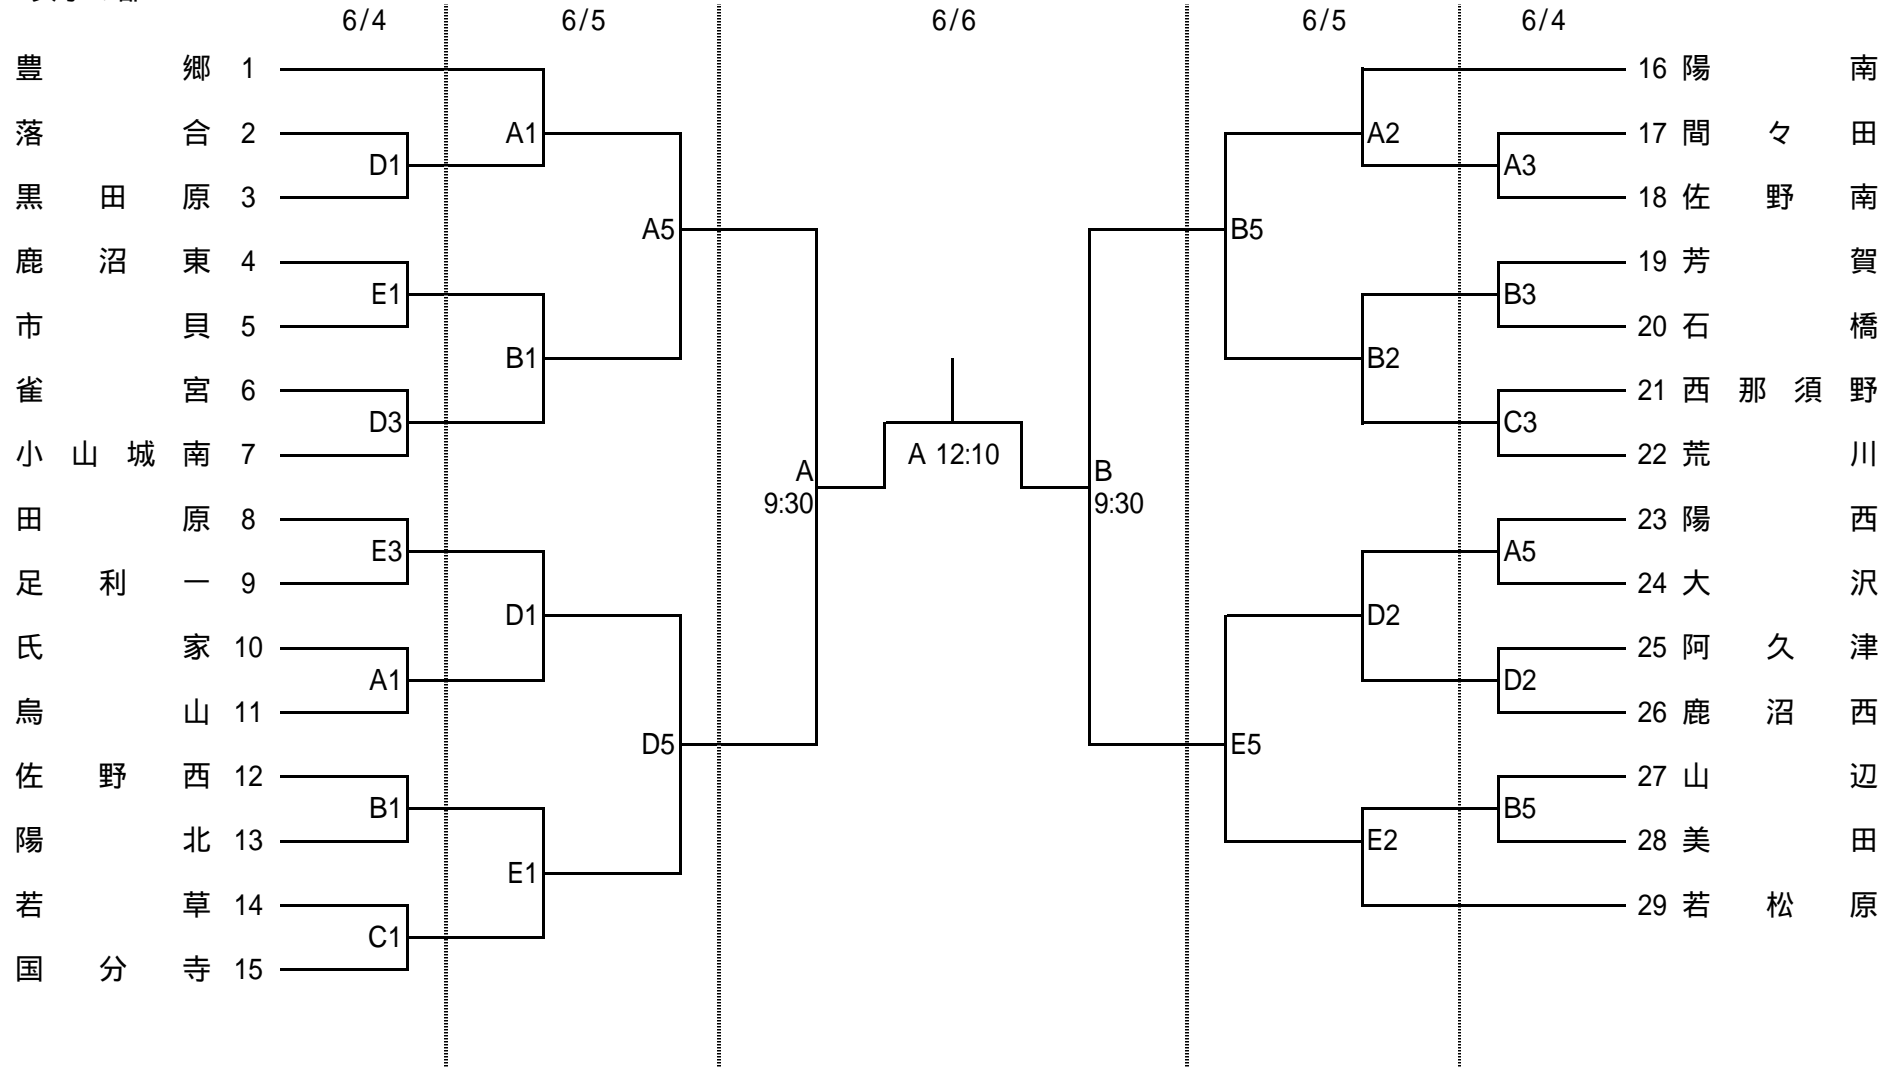 6/4 6/5 6/6 6/5 6/4
豊郷 1
16 陽南
落合 2
A1
A2
17 間々田
D1
A3
黒田原 3
18 佐野南
A5
B5
鹿沼東 4
19 芳賀
E1
B3
市貝 5
20 石橋
B1
B2
雀宮 6
21 西那須野
D3
C3
小山城南 7
A 12:10
22 荒川
A
9:30
B
9:30
田原 8
23 陽西
E3
A5
足利一 9
24 大沢
D1
D2
氏家 10
25 阿久津
A1
D2
烏山 11
26 鹿沼西
D5
E5
佐野西 12
27 山辺
B1
B5
陽北 13
E2
28 美田
E1
若草 14
29 若松原
C1
国分寺 15